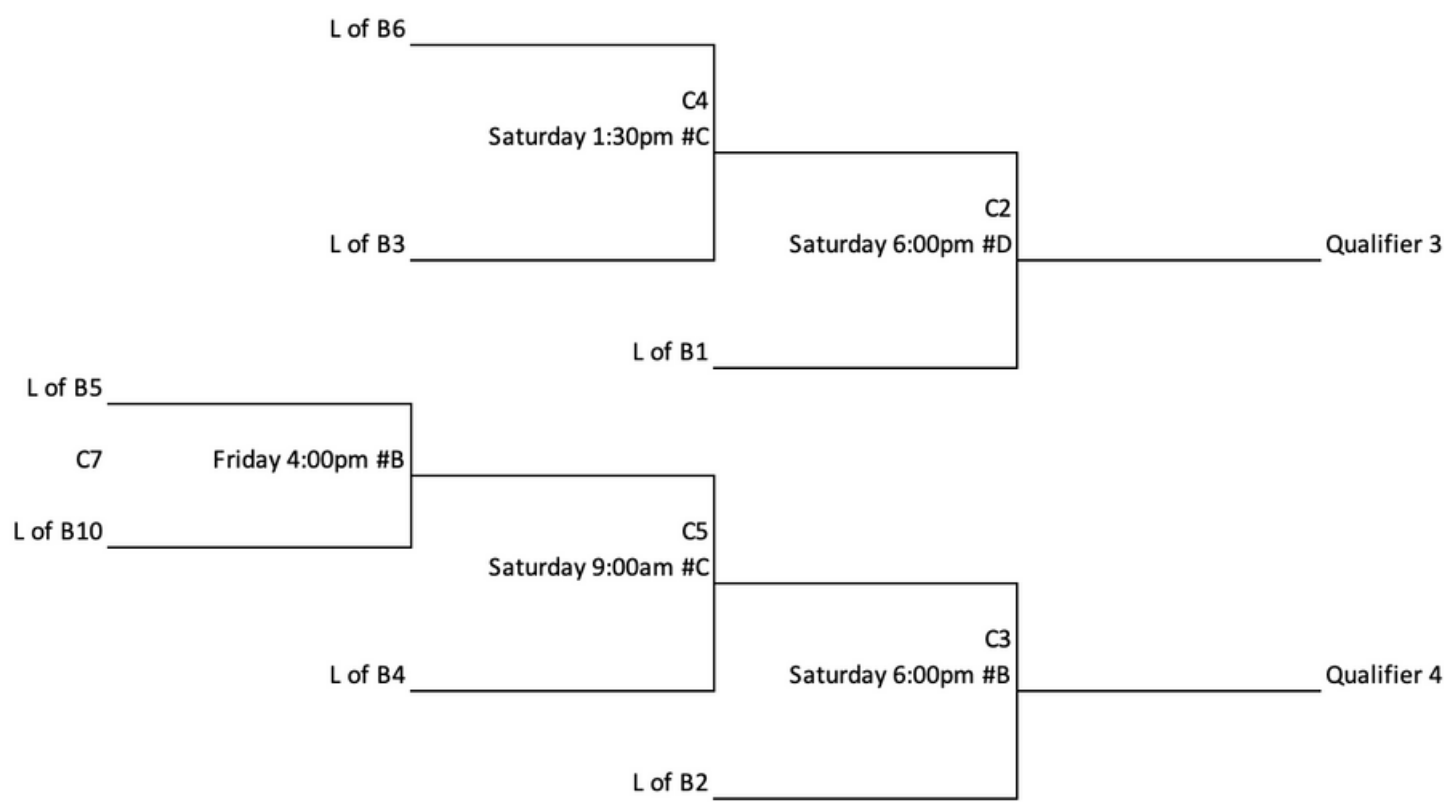 L of B6
C4
Saturday 1:30pm #C
C2
L of B3
Saturday 6:00pm #D
Qualifier 3
L of B1
L of B5
C7
Friday 4:00pm #B
L of B10
C5
Saturday 9:00am #C
C3
L of B4
Saturday 6:00pm #B
Qualifier 4
L of B2